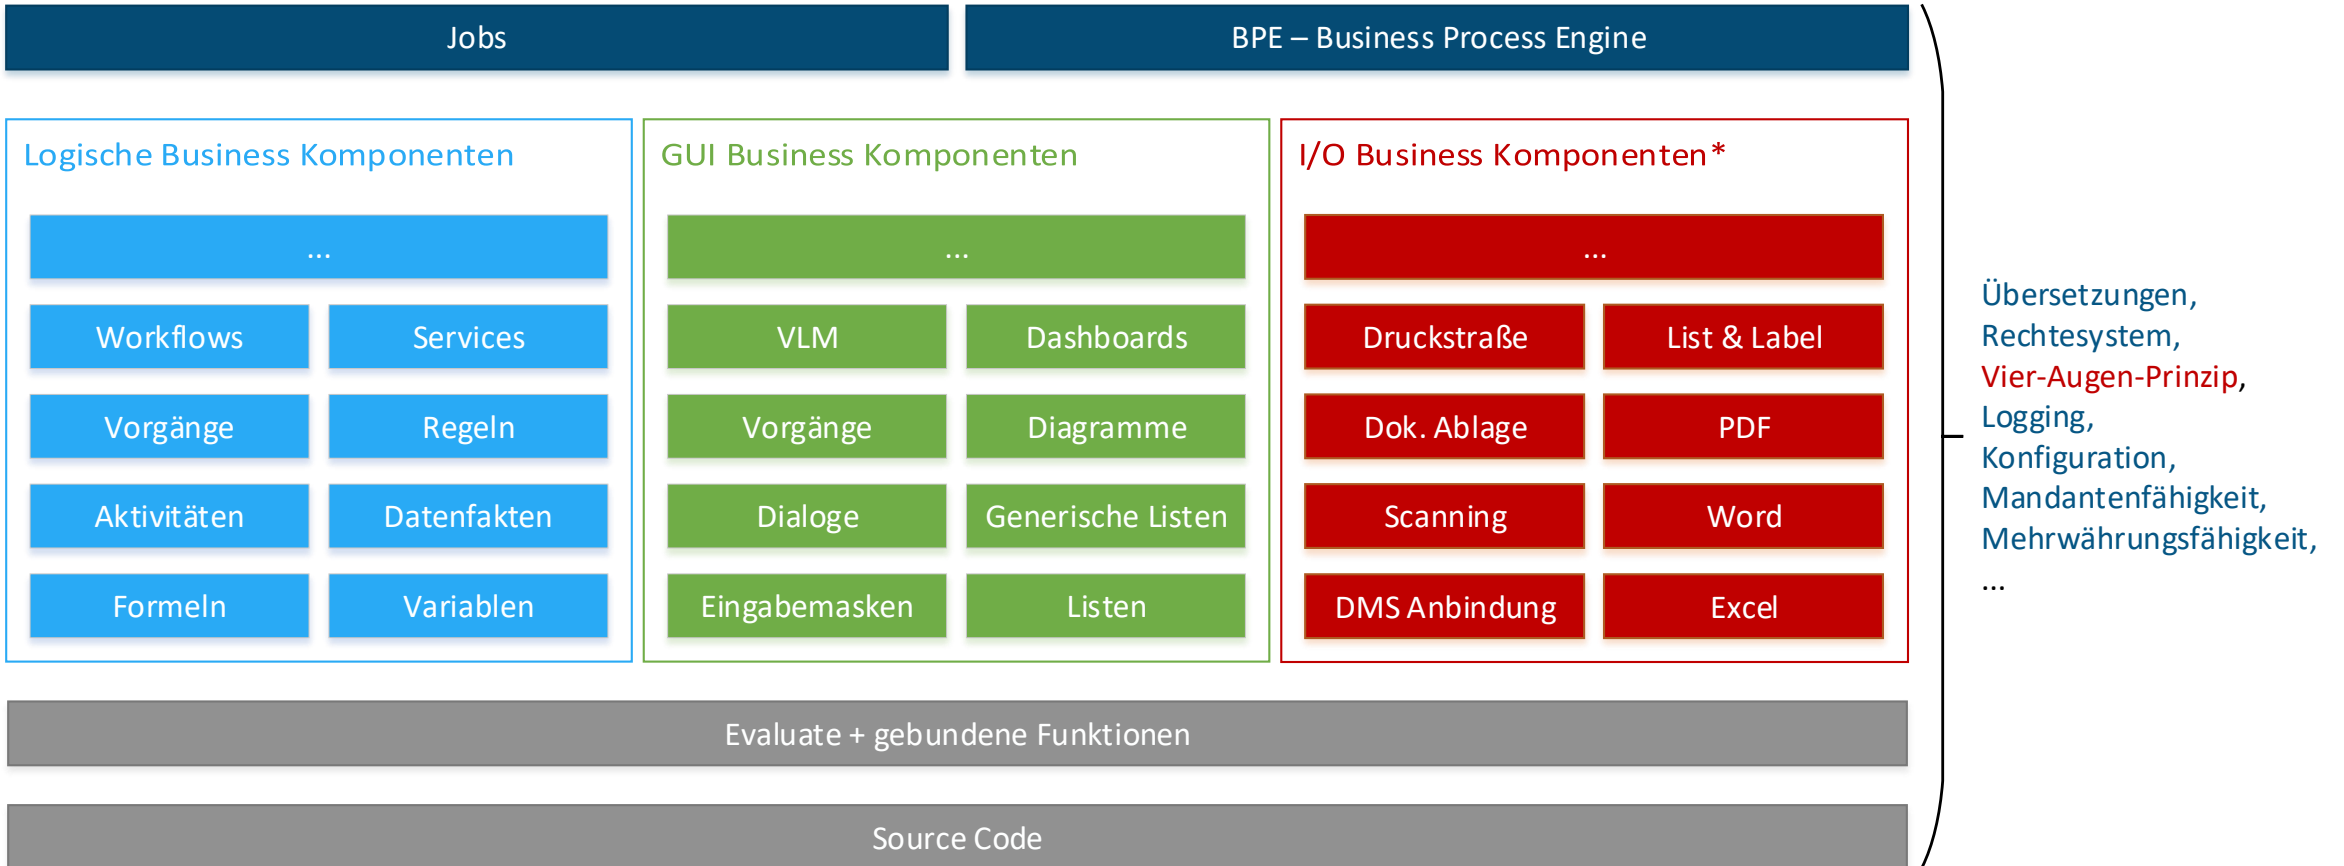 Jobs
BPE – Business Process Engine
Logische Business Komponenten
...
Workflows
Services
Vorgänge
Regeln
Aktivitäten
Datenfakten
Formeln
Variablen
GUI Business Komponenten
...
VLM
Dashboards
Vorgänge
Diagramme
Dialoge
Generische Listen
Eingabemasken
Listen
I/O Business Komponenten*
...
Druckstraße
List & Label
Dok. Ablage
PDF
Scanning
Word
DMS Anbindung
Excel
Evaluate + gebundene Funktionen
Source Code
Übersetzungen,
Rechtesystem,
Vier-Augen-Prinzip,
Logging,
Konfiguration,
Mandantenfähigkeit,
Mehrwährungsfähigkeit,
...